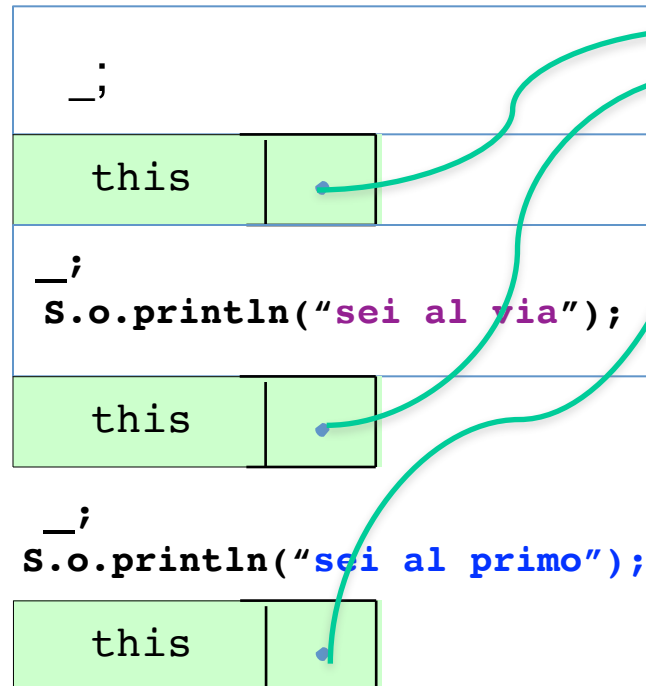 _;
this
_;
S.o.println(“sei al via”);
this
_;
S.o.println(“sei al primo”);
this